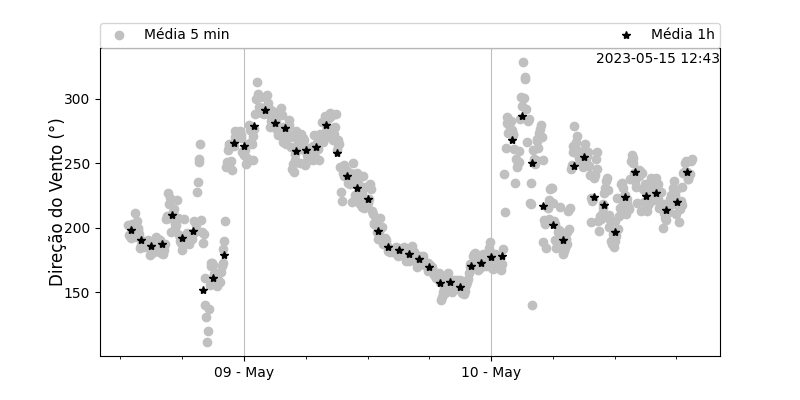 Média 5 min
Média 1h
2023-05-15 12:43
Direção do Vento (°)
300
250
200
150
09 - May
10 - May